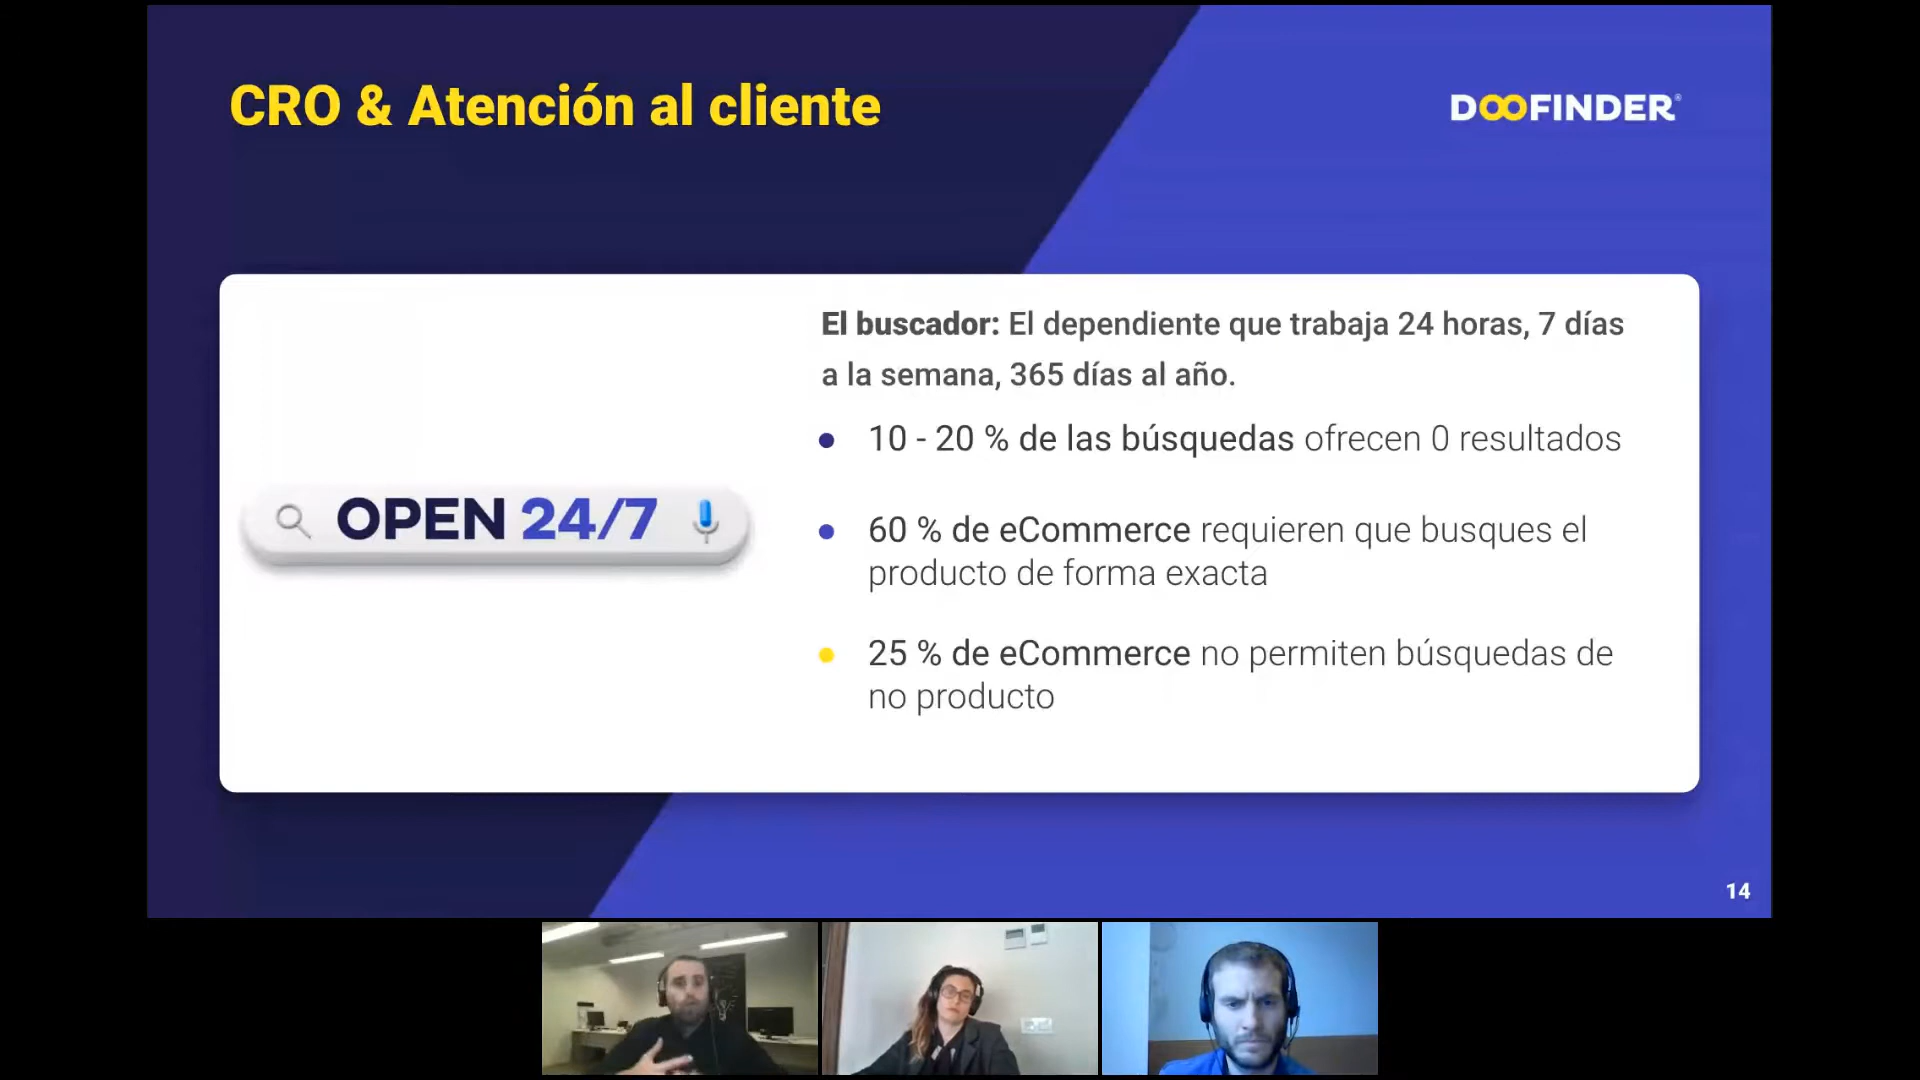 CRO & Atención al cliente
DOOFINDER®
El buscador: El dependiente que trabaja 24 horas, 7 días
a la semana, 365 días al año.
10 - 20 % de las búsquedas ofrecen 0 resultados
OPEN 24/7
60 % de eCommerce requieren que busques el
producto de forma exacta
25 % de eCommerce no permiten búsquedas de
no producto
14